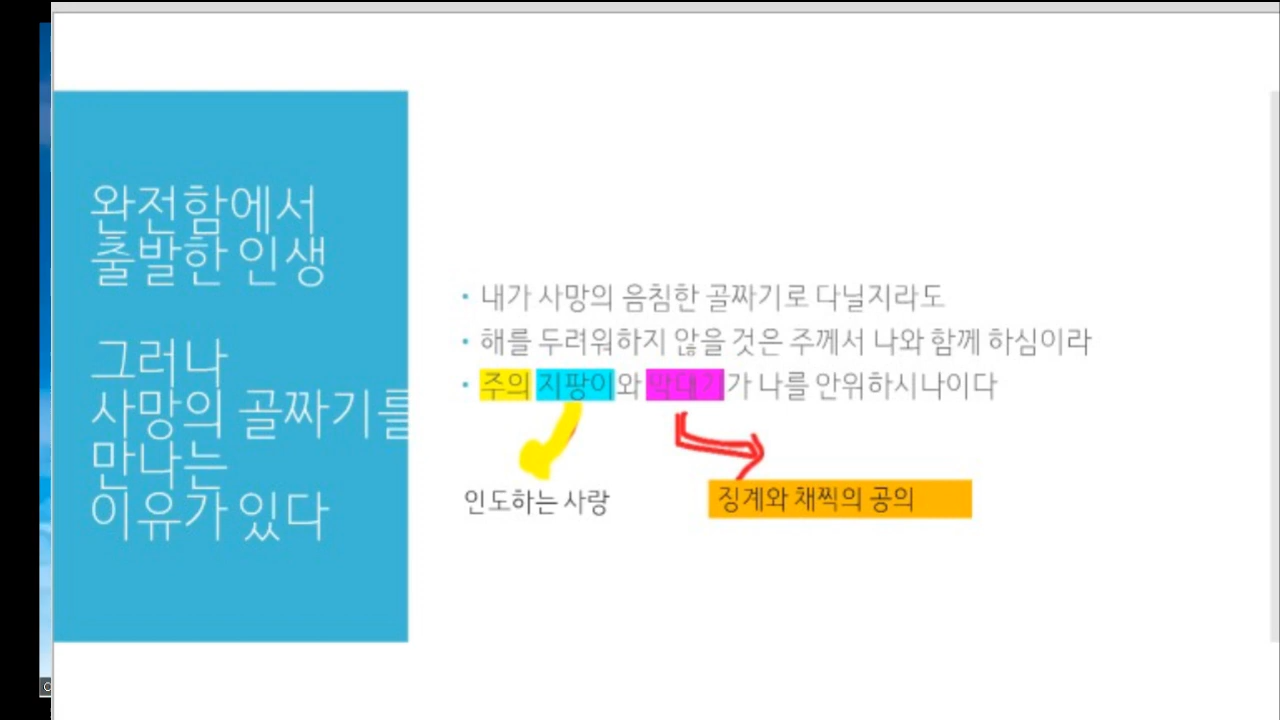 완전함에서
출발한 인생
그러나
사망의 골짜기를
만나는
이유가 있다
• 내가 사망의 음침한 골짜기로 다닐지라도
• 해를 두려워하지 않을 것은 주께서 나와 함께 하심이라
• 주의 지팡이와 막대기가 나를 안위하시나이다
인도하는 사랑
징계와 채찍의 공의